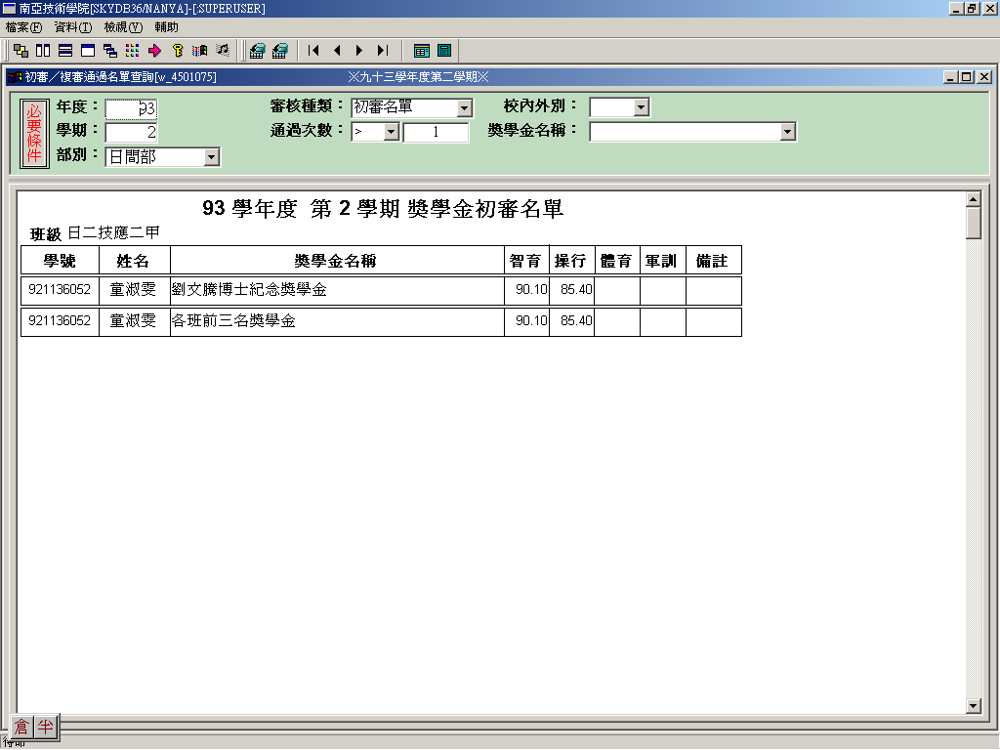 南亞技術學院[SKYDB36/NANYA]-[:SUPERUSER]
檔案(F) 資料(I) 檢視(V) 輔助
初審／複審通過名單查詢[w_4501075] ※九十三學年度第二學期※
必要條件
年度： 93 審核種類： 初審名單 校內外別：
學期： 2 通過次數： > 1 獎學金名稱：
部別： 日間部
93 學年度 第 2 學期 獎學金初審名單
班級 日二技應二甲
學號 姓名 獎學金名稱 智育 操行 體育 軍訓 備註
921136052 童淑雯 劉文騰博士紀念獎學金 90.10 85.40
921136052 童淑雯 各班前三名獎學金 90.10 85.40
倉 半
待命